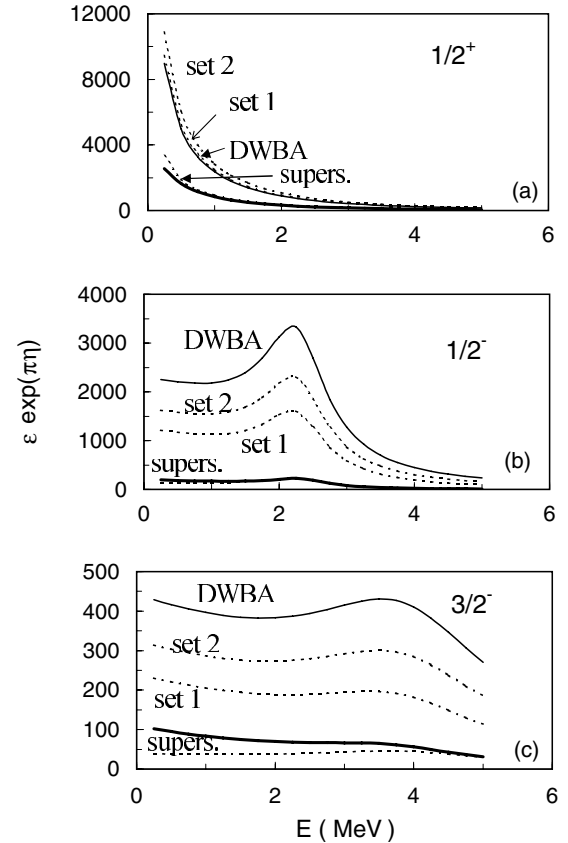 12000
1/2+
set 2
8000
set 1
4000
DWBA
supers.
(a)
0
0 2 4 6
4000
DWBA
1/2-
3000
2000
set 2
1000
set 1
supers.
(b)
0
0 2 4 6
ε exp(πη)
500
DWBA
3/2-
400
300
set 2
200
set 1
100
supers.
(c)
0
0 2 4 6
E ( MeV )